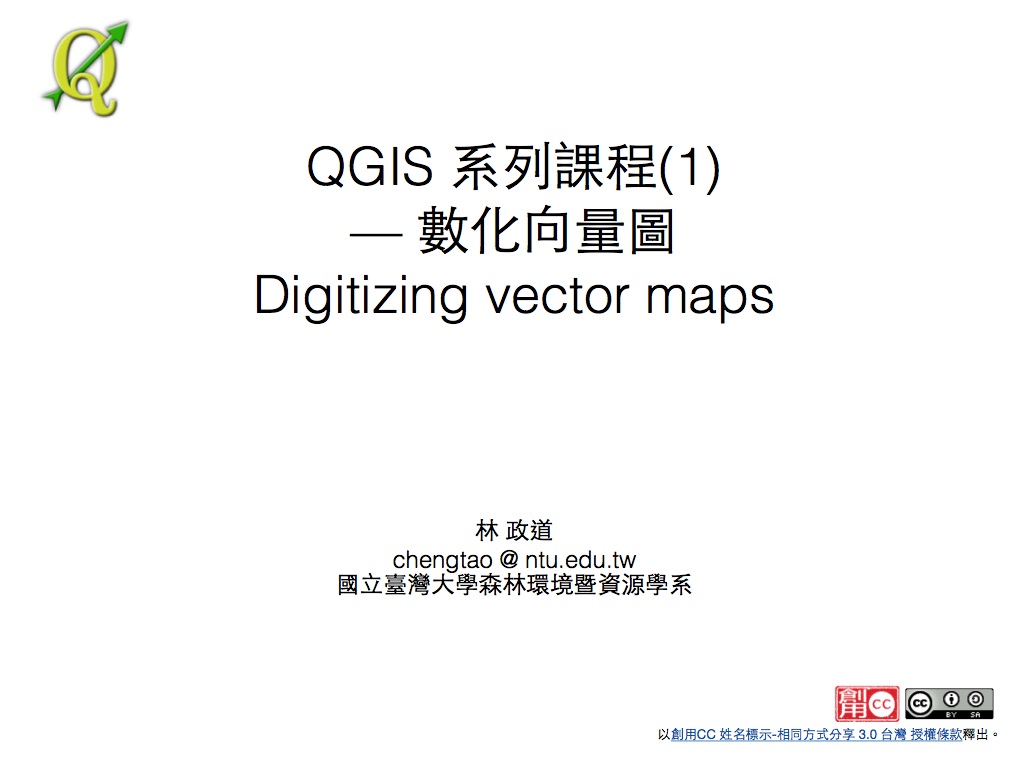 QGIS 系列課程(1)
— 數化向量圖
Digitizing vector maps
林 政道
chengtao @ ntu.edu.tw
國立臺灣大學森林環境暨資源學系
創用 CC
cc BY SA
以創用CC 姓名標示-相同方式分享 3.0 台灣 授權條款釋出。